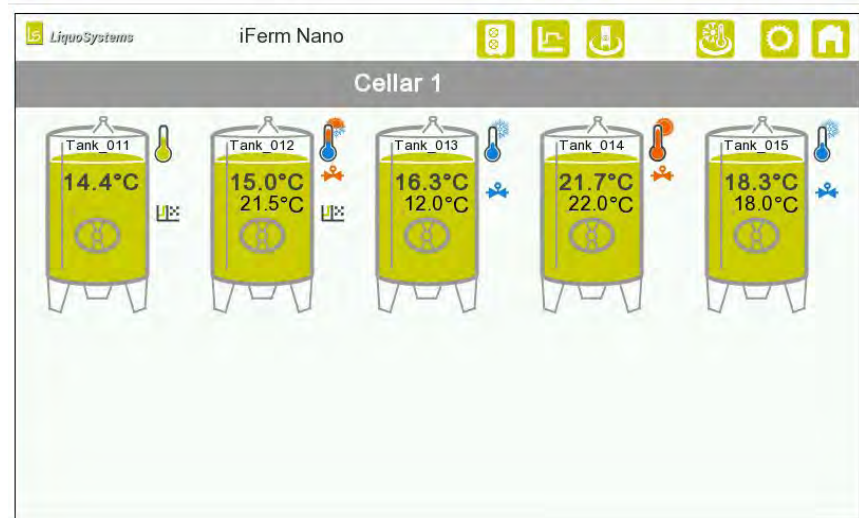 LS LiquoSystems iFerm Nano
Cellar 1
Tank_011 Tank_012 Tank_013 Tank_014 Tank_015
14.4°C 15.0°C 16.3°C 21.7°C 18.3°C
21.5°C 12.0°C 22.0°C 18.0°C